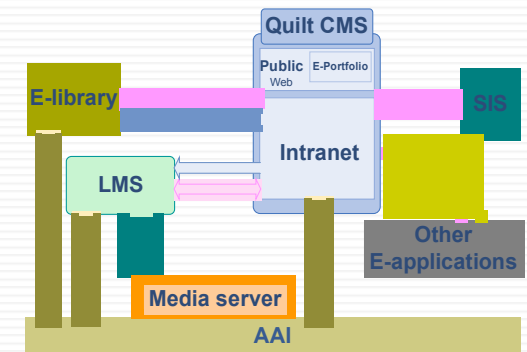 Quilt CMS
Public
Web
E-Portfolio
E-library
SIS
Intranet
LMS
Other
E-applications
Media server
AAI